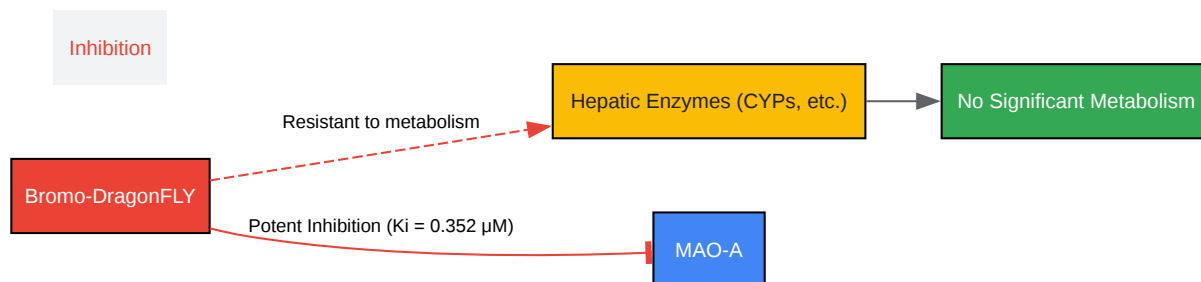 Inhibition
Hepatic Enzymes (CYPs, etc.)
No Significant Metabolism
Resistant to metabolism
Bromo-DragonFLY
Potent Inhibition (Ki = 0.352 μM)
MAO-A